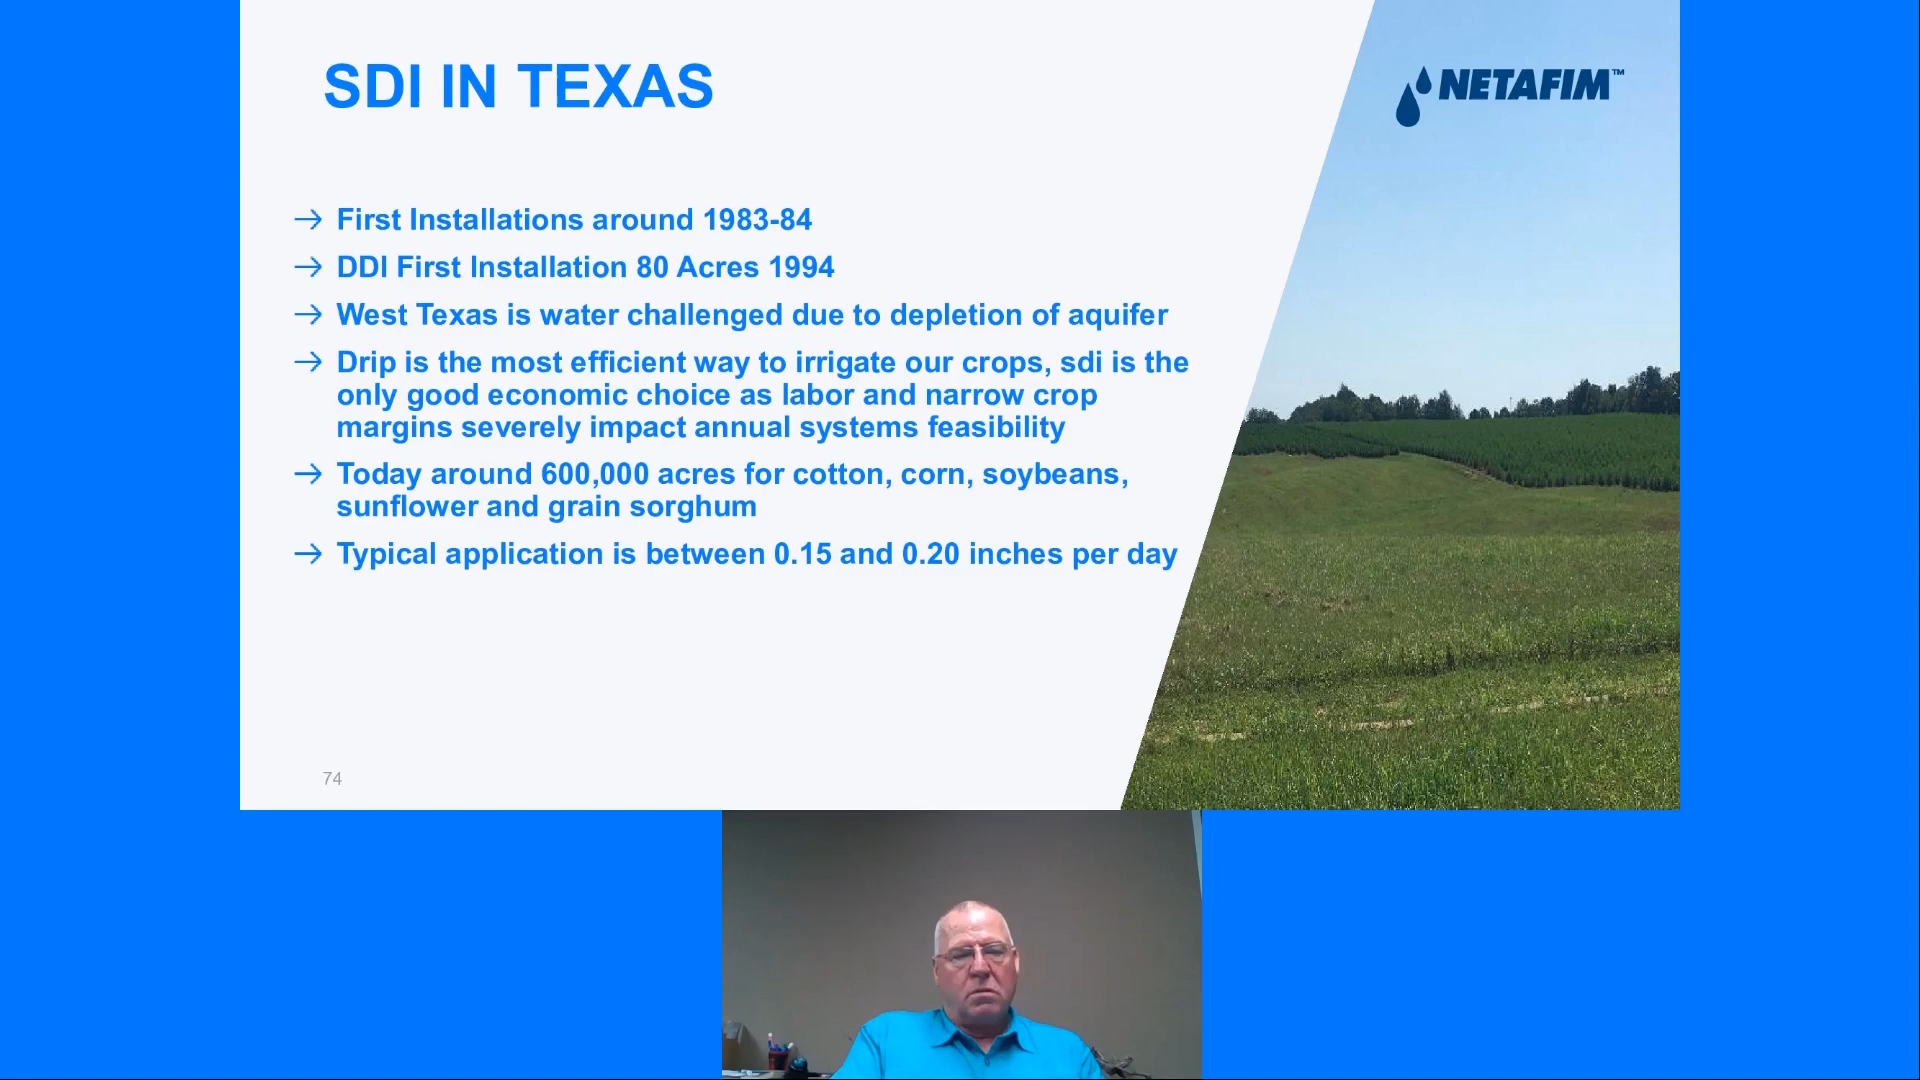 SDI IN TEXAS
NETAFIM™
→ First Installations around 1983-84
→ DDI First Installation 80 Acres 1994
→ West Texas is water challenged due to depletion of aquifer
→ Drip is the most efficient way to irrigate our crops, sdi is the
only good economic choice as labor and narrow crop
margins severely impact annual systems feasibility
→ Today around 600,000 acres for cotton, corn, soybeans,
sunflower and grain sorghum
→ Typical application is between 0.15 and 0.20 inches per day
74